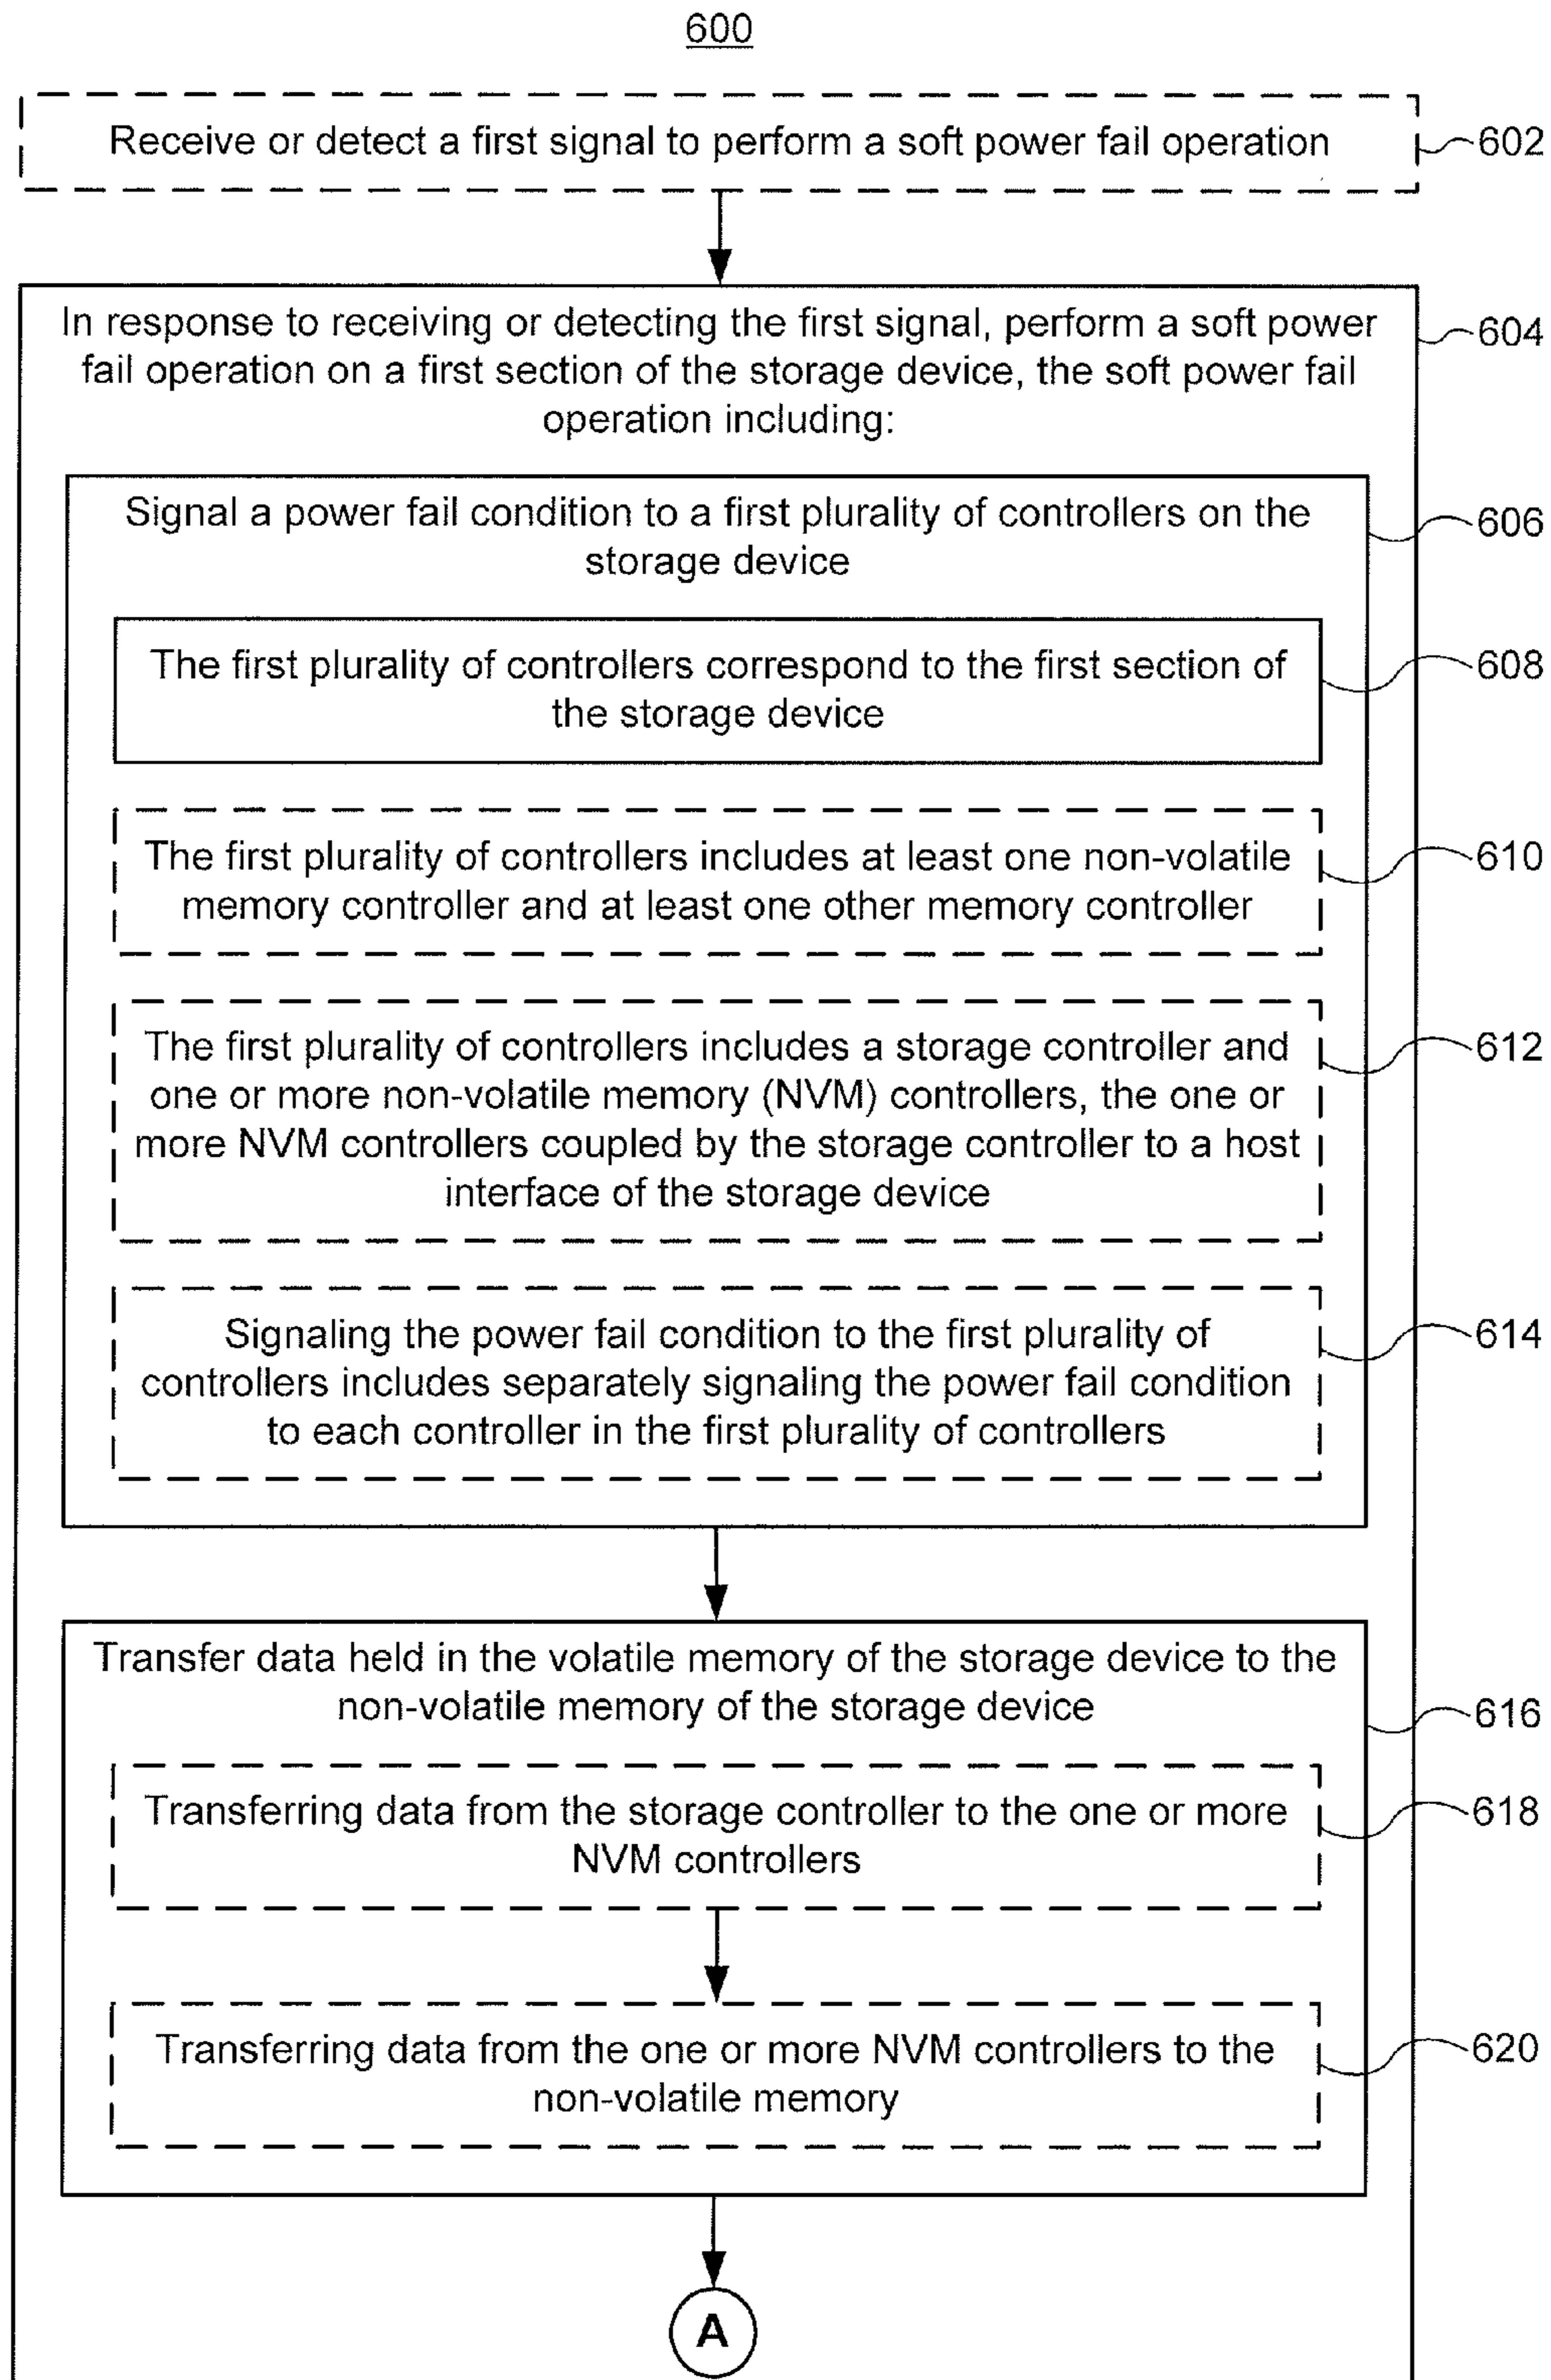 600
Receive or detect a first signal to perform a soft power fail operation
602
In response to receiving or detecting the first signal, perform a soft power
fail operation on a first section of the storage device, the soft power fail
operation including:
604
Signal a power fail condition to a first plurality of controllers on the
storage device
606
The first plurality of controllers correspond to the first section of
the storage device
608
The first plurality of controllers includes at least one non-volatile
memory controller and at least one other memory controller
610
The first plurality of controllers includes a storage controller and
one or more non-volatile memory (NVM) controllers, the one or
more NVM controllers coupled by the storage controller to a host
interface of the storage device
612
Signaling the power fail condition to the first plurality of
controllers includes separately signaling the power fail condition
to each controller in the first plurality of controllers
614
Transfer data held in the volatile memory of the storage device to the
non-volatile memory of the storage device
616
Transferring data from the storage controller to the one or more
NVM controllers
618
Transferring data from the one or more NVM controllers to the
non-volatile memory
620
A